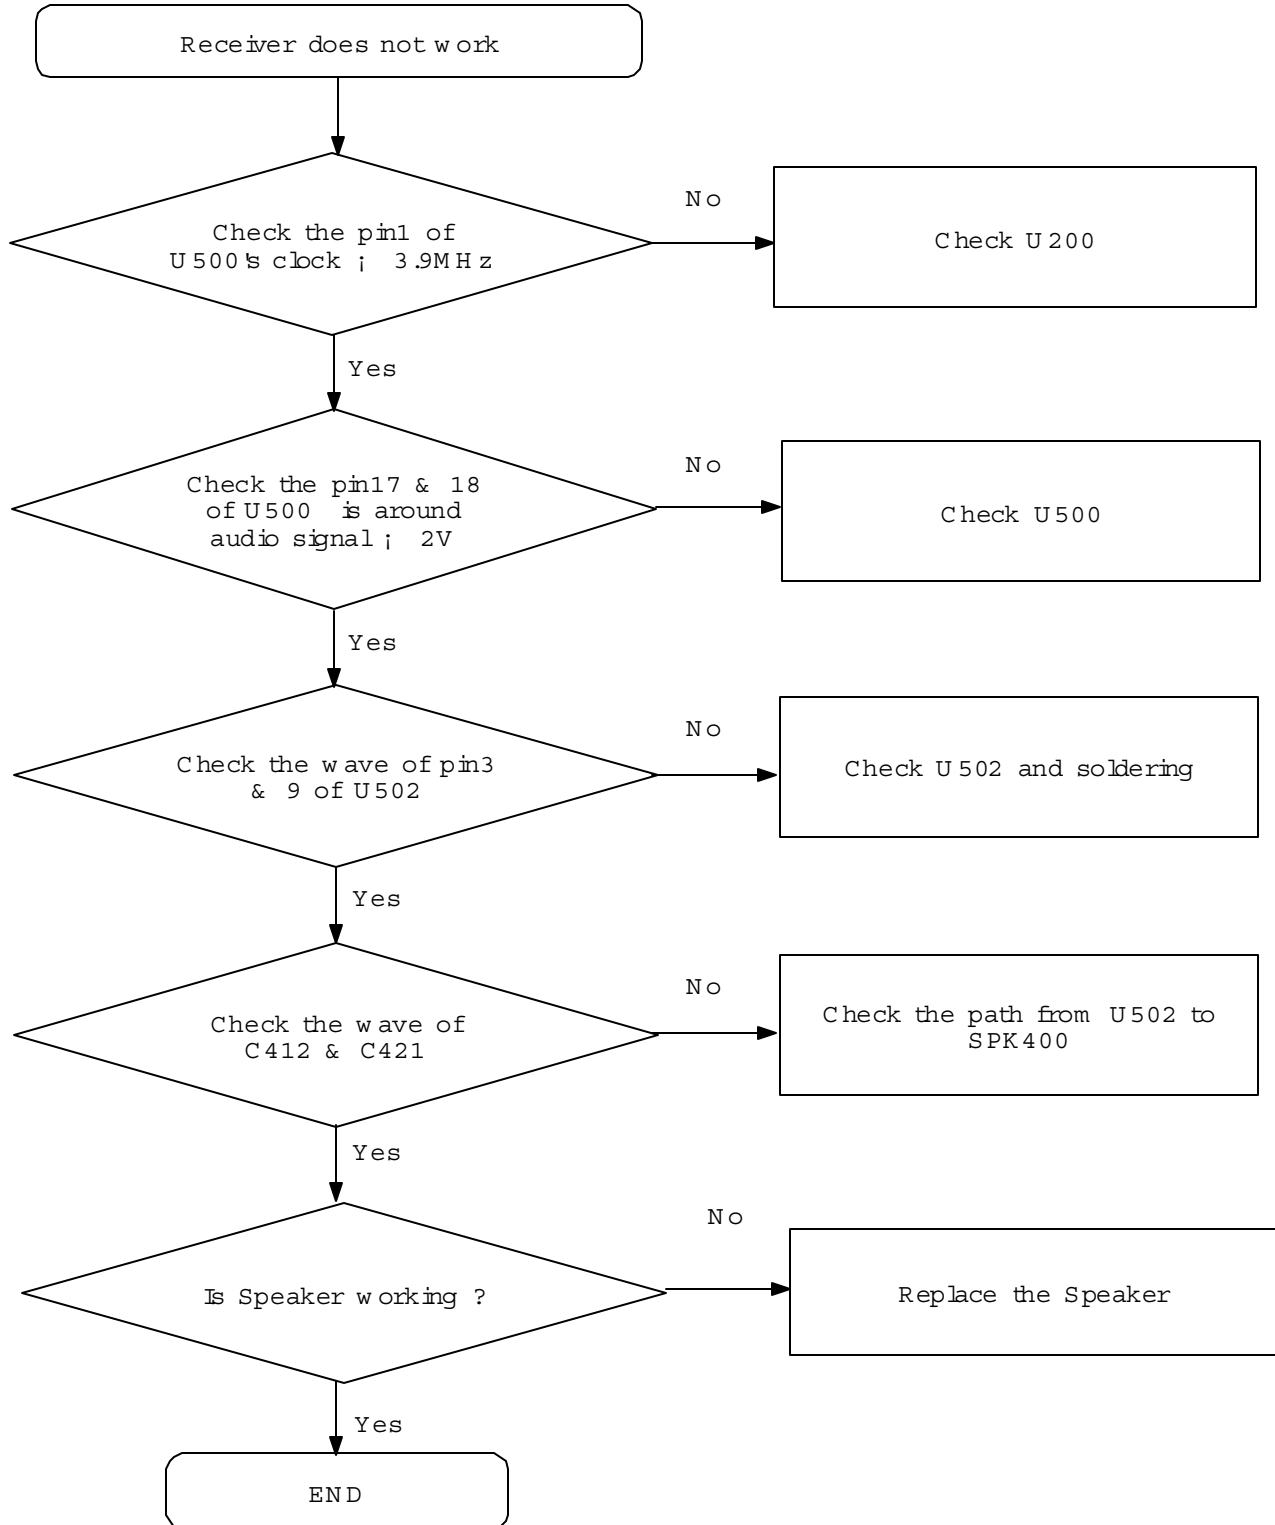 Receiver does not work
Check the pin1 of
U500's clock ¡ 3.9MHz
No
Check U200
Yes
Check the pin17 & 18
of U500 is around
audio signal ¡ 2V
No
Check U500
Yes
Check the wave of pin3
& 9 of U502
No
Check U502 and soldering
Yes
Check the wave of
C412 & C421
No
Check the path from U502 to
SPK400
Yes
Is Speaker working ?
No
Replace the Speaker
Yes
END